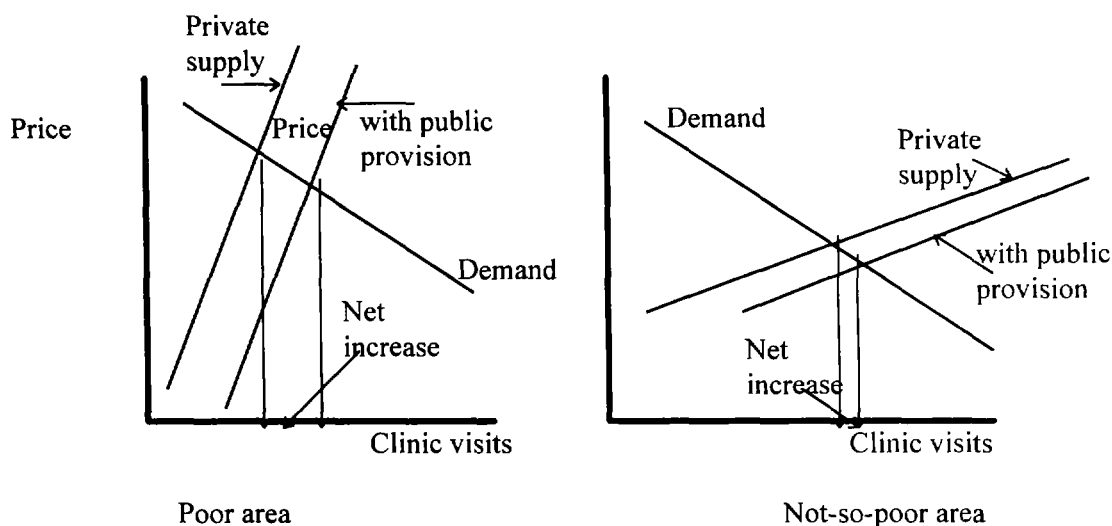 Private
supply
Price
Price
with public
provision
Demand
Net
increase
Clinic visits
Poor area
Demand
Private
supply
with public
provision
Net
increase
Clinic visits
Not-so-poor area